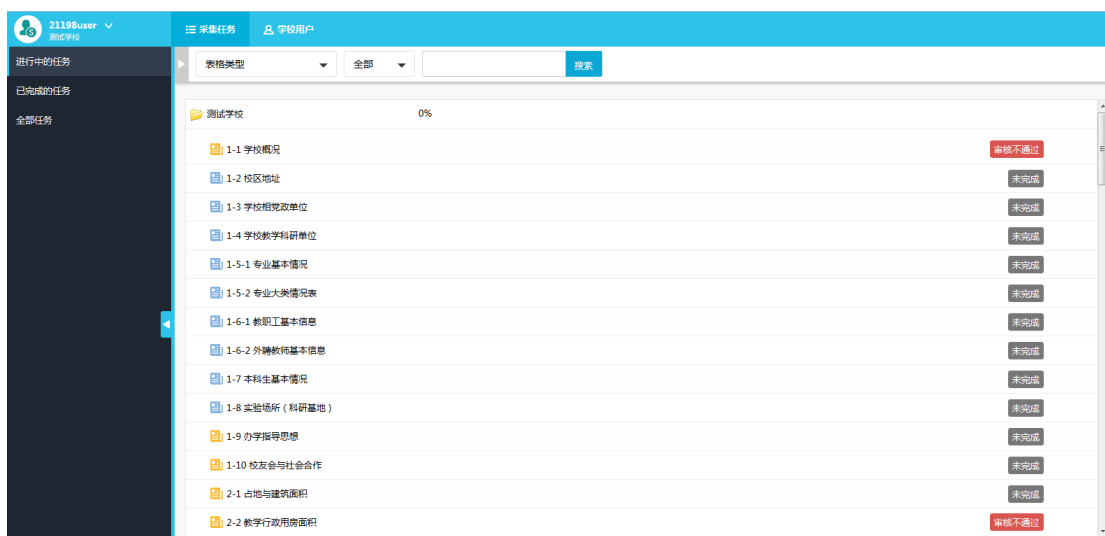 21198user
测试学校
采集任务 学校用户
进行中的任务
已完成的任务
全部任务
表格类型 全部 搜索
测试学校 0%
1-1 学校概况 审核不通过
1-2 校区地址 未完成
1-3 学校相党政单位 未完成
1-4 学校教学科研单位 未完成
1-5-1 专业基本情况 未完成
1-5-2 专业大类情况表 未完成
1-6-1 教职工基本信息 未完成
1-6-2 外聘教师基本信息 未完成
1-7 本科生基本情况 未完成
1-8 实验场所（科研基地） 未完成
1-9 办学指导思想 未完成
1-10 校友会与社会合作 未完成
2-1 占地与建筑面积 未完成
2-2 教学行政用房面积 审核不通过